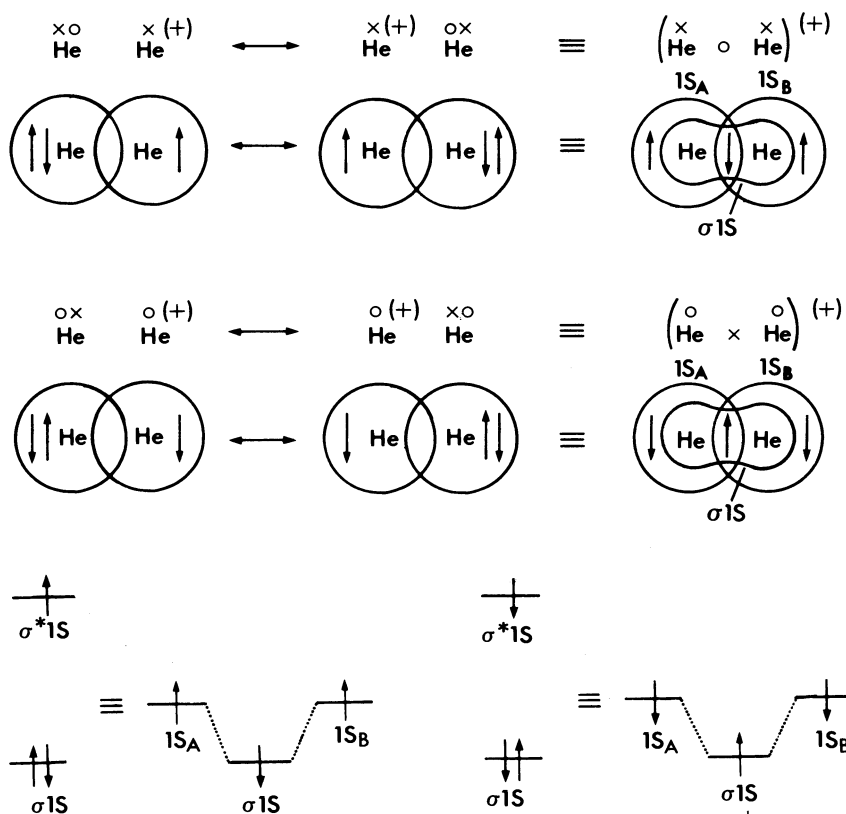 ×○ ×(+) ↔ ×(+) ○× ≡ (× ×)(+)
He He He He He ○ He
1S_A 1S_B
He He ↔ He He ≡ He He
σ1S
○× ○(+) ↔ ○(+) ×○ ≡ (○ ○)(+)
He He He He He × He
1S_A 1S_B
He He ↔ He He ≡ He He
σ1S
σ*1S σ*1S
≡ ≡
1S_A 1S_B 1S_A 1S_B
σ1S σ1S σ1S σ1S